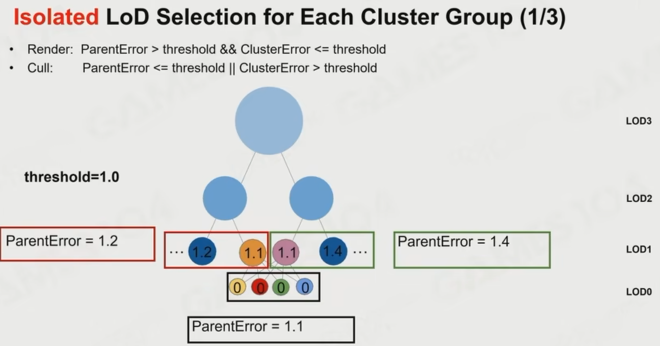 Isolated LoD Selection for Each Cluster Group (1/3)
• Render: ParentError > threshold && ClusterError <= threshold
• Cull: ParentError <= threshold || ClusterError > threshold
LOD3
threshold=1.0
LOD2
ParentError = 1.2
... 1.2 1.1 1.1 1.4 ...
ParentError = 1.4
LOD1
0 0 0 0
LOD0
ParentError = 1.1